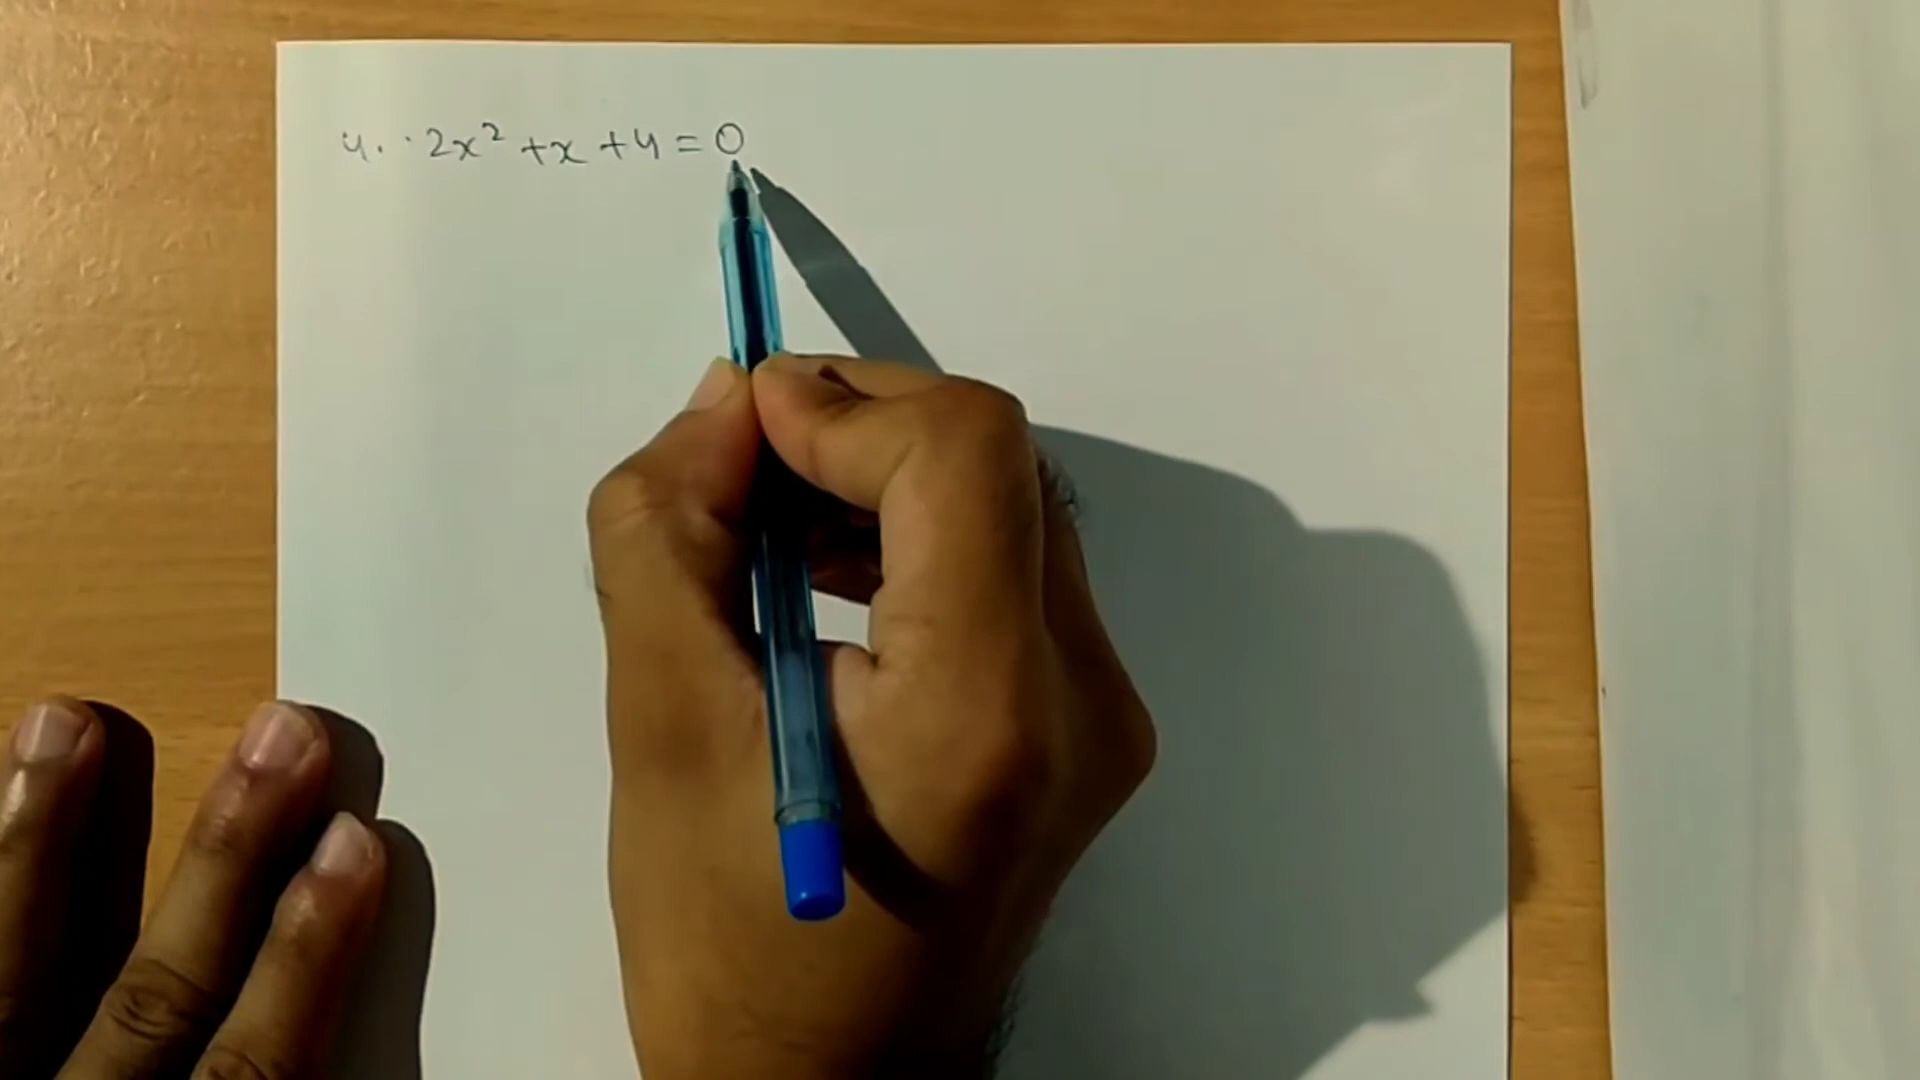 4. · 2x² + x + 4 = 0